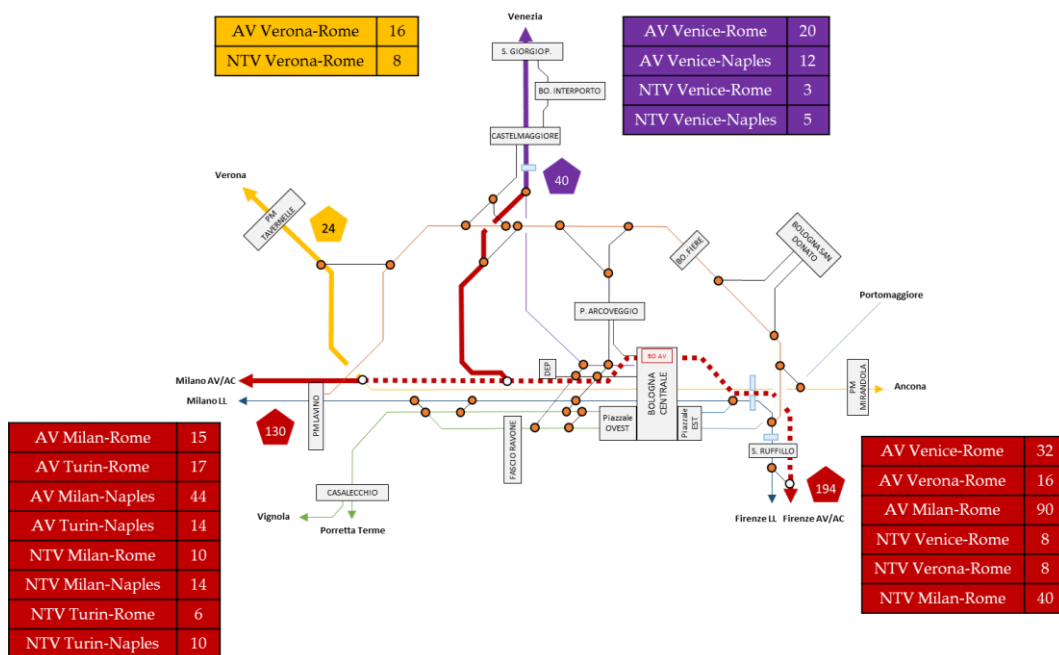 AV Verona-Rome 16
NTV Verona-Rome 8
Venezia
AV Venice-Rome 20
AV Venice-Naples 12
NTV Venice-Rome 3
NTV Venice-Naples 5
S. GIORGIO P.
BO. INTERPORTO
CASTELMAGGIORE
40
Verona
PM TAVERNELLE
24
BO. FIERE
BOLOGNA SAN DONATO
Portomaggiore
P. ARCOVEGGIO
BO AV
BOLOGNA CENTRALE
DEP
Milano AV/AC
Milano LL
PM LAVINO
130
FASCIO RAVONE
Piazzale OVEST
Piazzale EST
PM MIRANDOLA
Ancona
S. RUFFILLO
CASALECCHIO
Vignola
Porretta Terme
Firenze LL
Firenze AV/AC
194
AV Milan-Rome 15
AV Turin-Rome 17
AV Milan-Naples 44
AV Turin-Naples 14
NTV Milan-Rome 10
NTV Milan-Naples 14
NTV Turin-Rome 6
NTV Turin-Naples 10
AV Venice-Rome 32
AV Verona-Rome 16
AV Milan-Rome 90
NTV Venice-Rome 8
NTV Verona-Rome 8
NTV Milan-Rome 40